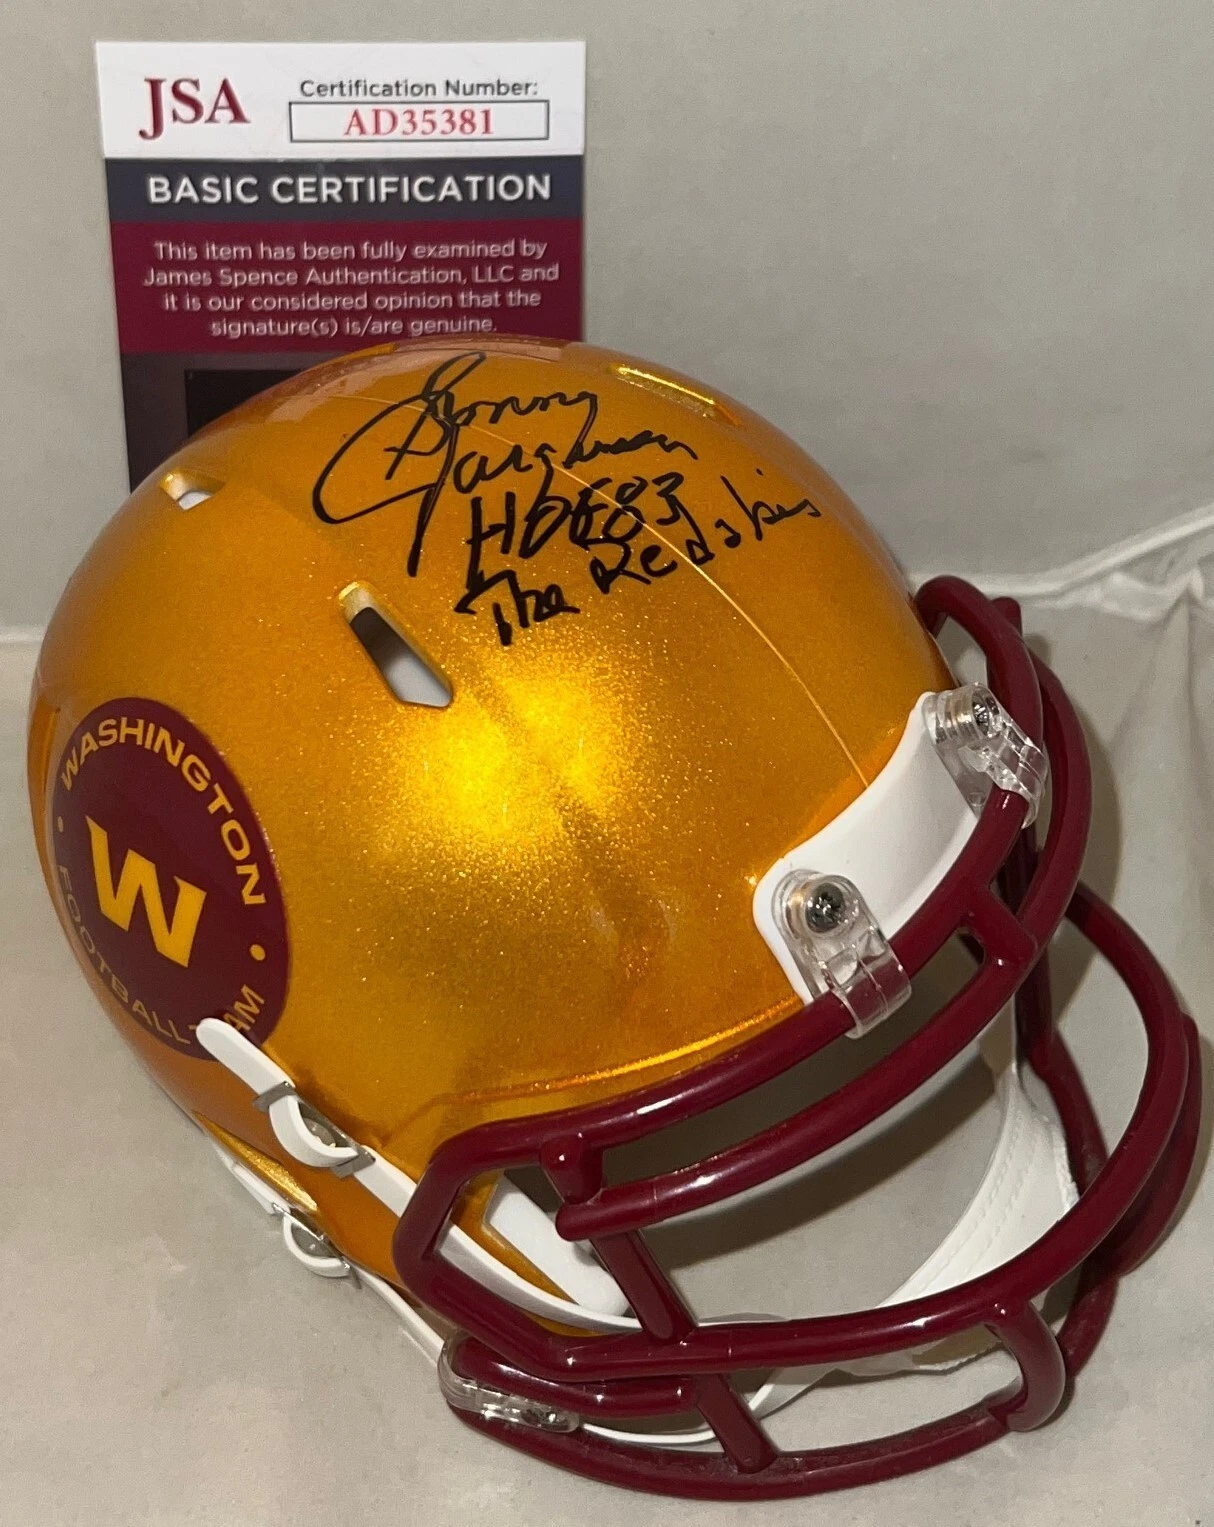 JSA
Certification Number:
AD35381
BASIC CERTIFICATION
This item has been fully examined by
James Spence Authentication, LLC and
it is our considered opinion that the
signature(s) is/are genuine.
Sonny
Jurgensen
HOF 83
The Redskins
WASHINGTON
W
FOOTBALL T AM